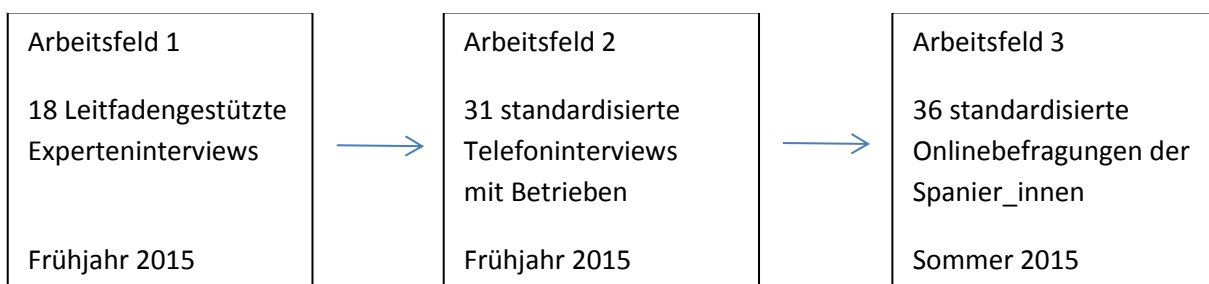 Arbeitsfeld 1
18 Leitfadengestützte
Experteninterviews
Frühjahr 2015
Arbeitsfeld 2
31 standardisierte
Telefoninterviews
mit Betrieben
Frühjahr 2015
Arbeitsfeld 3
36 standardisierte
Onlinebefragungen der
Spanier_innen
Sommer 2015